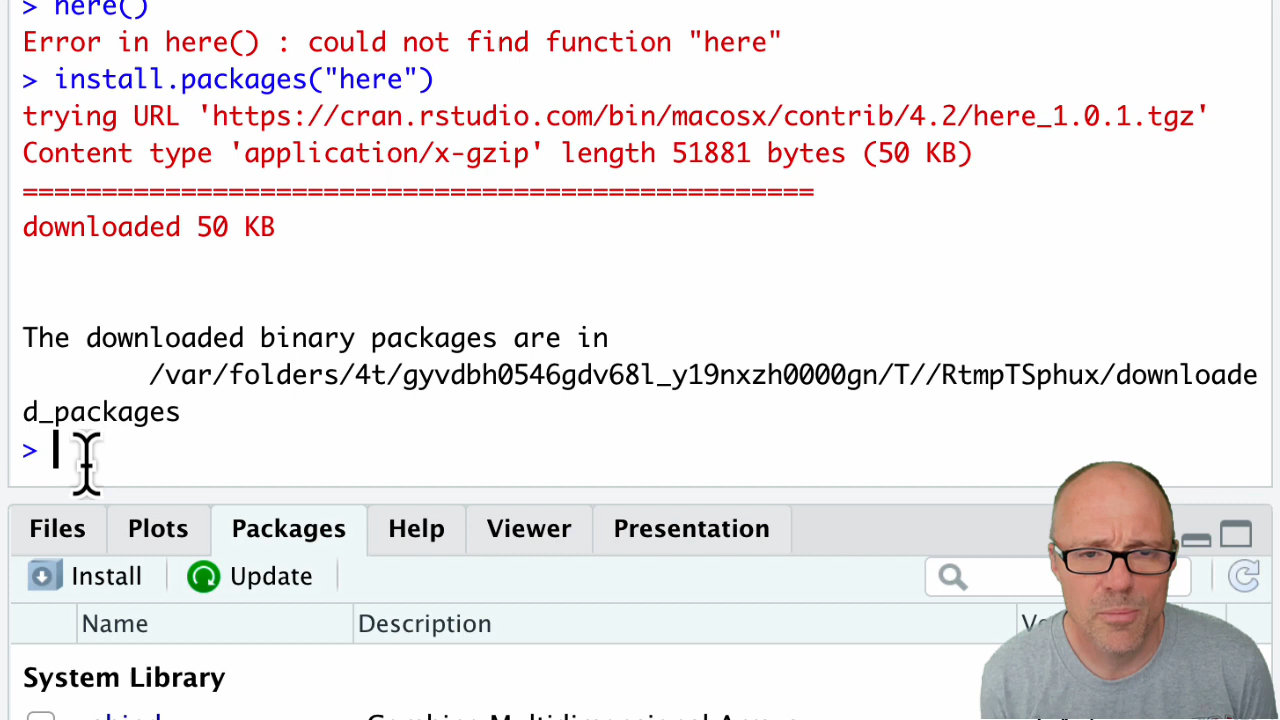 > here()
Error in here() : could not find function "here"
> install.packages("here")
trying URL 'https://cran.rstudio.com/bin/macosx/contrib/4.2/here_1.0.1.tgz'
Content type 'application/x-gzip' length 51881 bytes (50 KB)
==================================================
downloaded 50 KB
The downloaded binary packages are in
/var/folders/4t/gyvdbh0546gdv68l_y19nxzh0000gn/T//RtmpTSphux/downloade
d_packages
>
Files Plots Packages Help Viewer Presentation
Install Update
Name Description
System Library